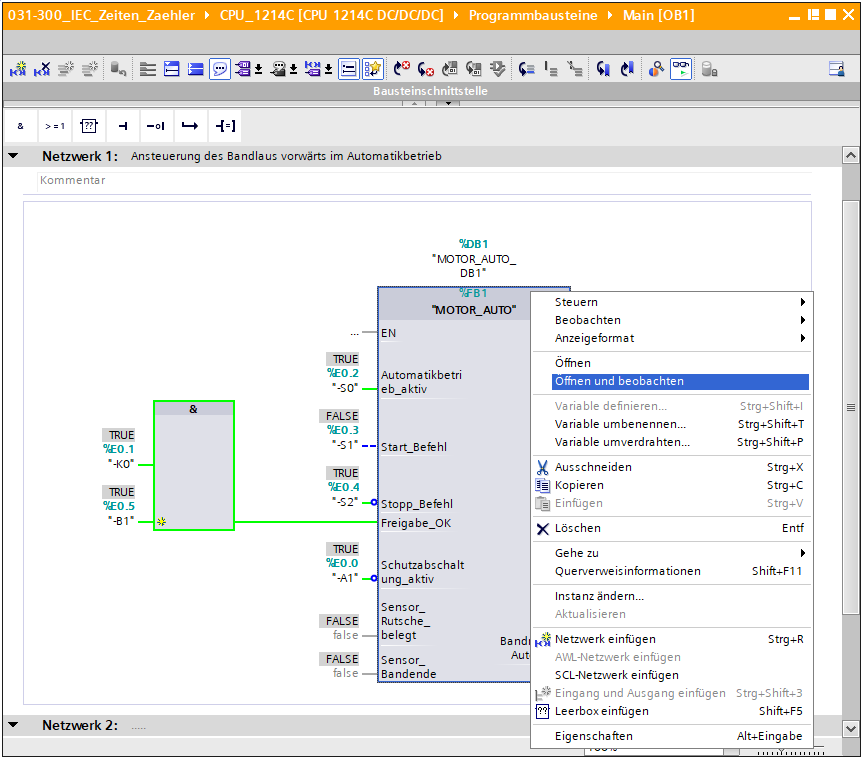 031-300_IEC_Zeiten_Zaehler ▸ CPU_1214C [CPU 1214C DC/DC/DC] ▸ Programmbausteine ▸ Main [OB1]
Bausteinschnittstelle
& >=1 ??
Netzwerk 1: Ansteuerung des Bandlaus vorwärts im Automatikbetrieb
Kommentar
%DB1
"MOTOR_AUTO_
DB1"
%FB1
"MOTOR_AUTO"
... EN
TRUE
%E0.2
"-S0"
Automatikbetri
eb_aktiv
FALSE
%E0.3
"-S1"
Start_Befehl
&
TRUE
%E0.1
"-K0"
TRUE
%E0.5
"-B1"
TRUE
%E0.4
"-S2"
Stopp_Befehl
Freigabe_OK
TRUE
%E0.0
"-A1"
Schutzabschalt
ung_aktiv
FALSE
false
Sensor_
Rutsche_
belegt
FALSE
false
Sensor_
Bandende
Band
Aut
Steuern
Beobachten
Anzeigeformat
Öffnen
Öffnen und beobachten
Variable definieren... Strg+Shift+I
Variable umbenennen... Strg+Shift+T
Variable umverdrahten... Strg+Shift+P
Ausschneiden Strg+X
Kopieren Strg+C
Einfügen Strg+V
Löschen Entf
Gehe zu
Querverweisinformationen Shift+F11
Instanz ändern...
Aktualisieren
Netzwerk einfügen Strg+R
AWL-Netzwerk einfügen
SCL-Netzwerk einfügen
Eingang und Ausgang einfügen Strg+Shift+3
Leerbox einfügen Shift+F5
Eigenschaften Alt+Eingabe
Netzwerk 2: .....
100%